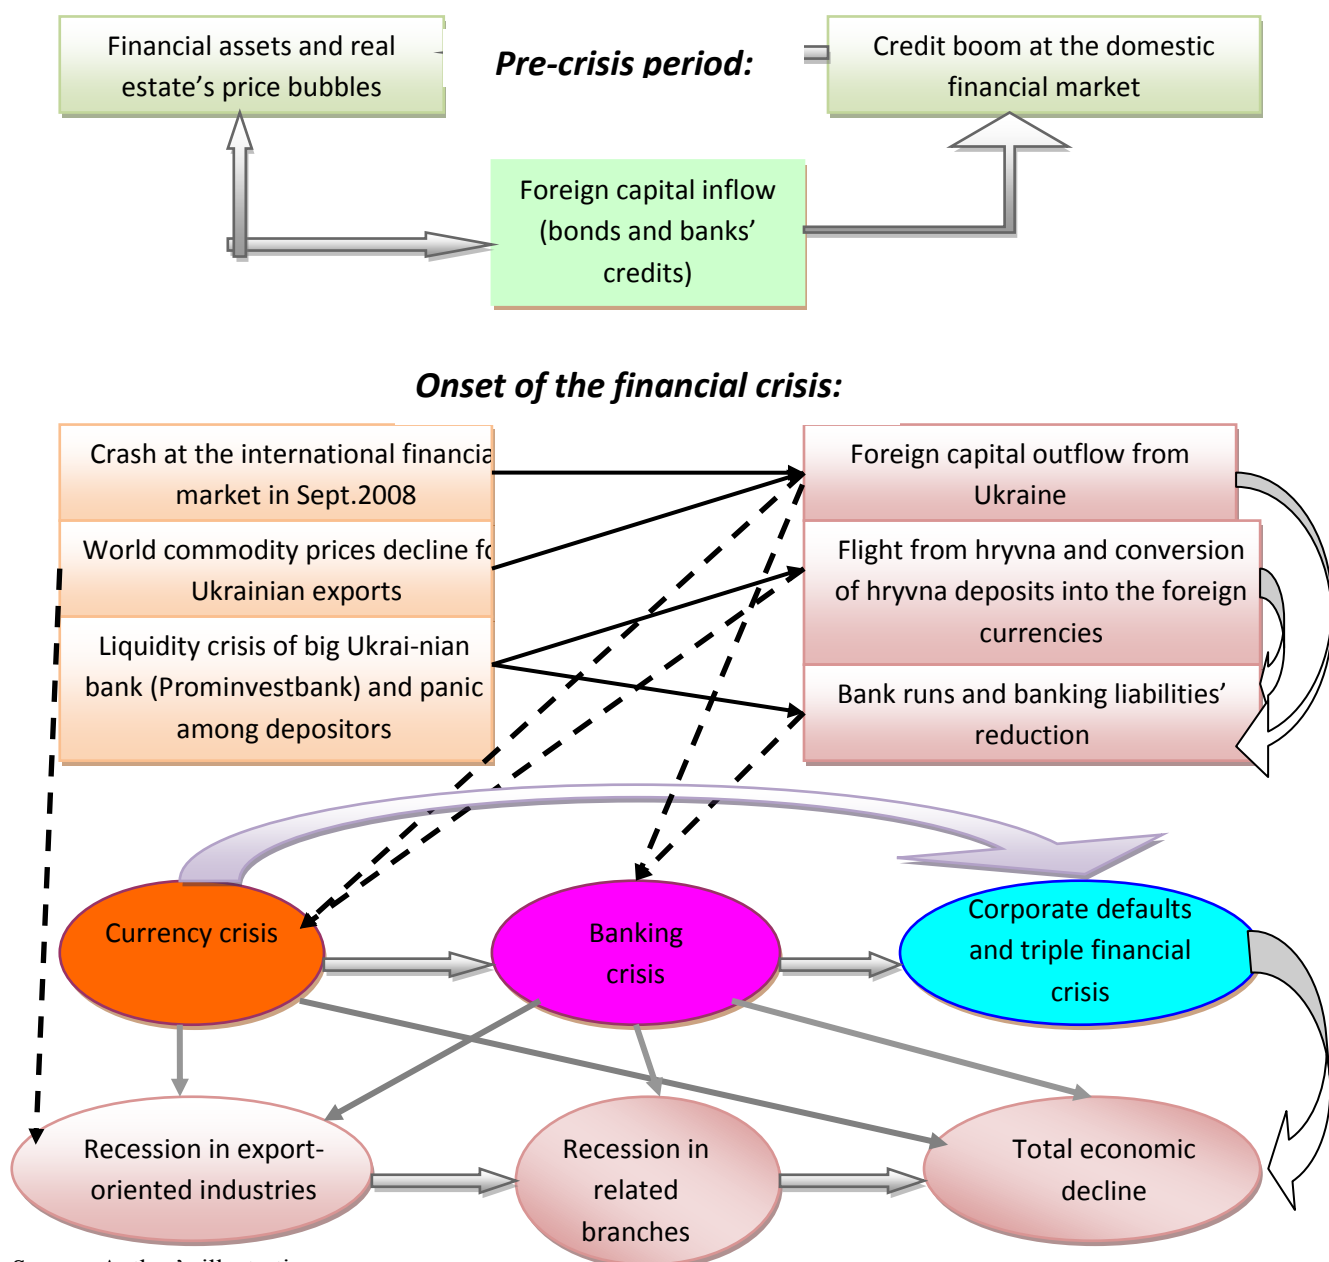 Financial assets and real
estate’s price bubbles
Pre-crisis period:
Credit boom at the domestic
financial market
Foreign capital inflow
(bonds and banks’
credits)
Onset of the financial crisis:
Crash at the international financia
market in Sept.2008
World commodity prices decline fo
Ukrainian exports
Liquidity crisis of big Ukrai-nian
bank (Prominvestbank) and panic
among depositors
Foreign capital outflow from
Ukraine
Flight from hryvna and conversion
of hryvna deposits into the foreign
currencies
Bank runs and banking liabilities’
reduction
Currency crisis
Banking
crisis
Corporate defaults
and triple financial
crisis
Recession in export-
oriented industries
Recession in
related
branches
Total economic
decline